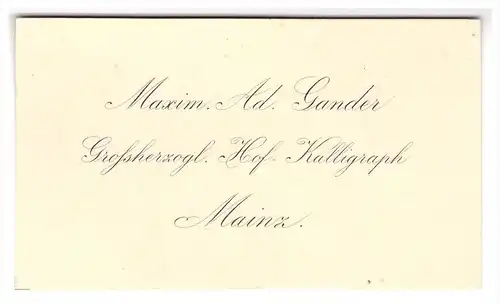 Maxim. Ad. Gander
Großherzogl. Hof-Kalligraph
Mainz.